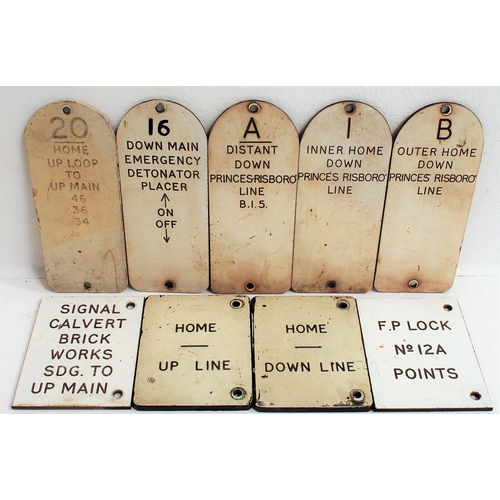 20
HOME
UP LOOP
TO
UP MAIN
46
36
34
16
DOWN MAIN
EMERGENCY
DETONATOR
PLACER
ON
OFF
A
DISTANT
DOWN
PRINCES RISBORO'
LINE
B.I.S.
I
INNER HOME
DOWN
PRINCES RISBORO'
LINE
B
OUTER HOME
DOWN
PRINCES RISBORO'
LINE
SIGNAL
CALVERT
BRICK
WORKS
SDG. TO
UP MAIN
HOME
UP LINE
HOME
DOWN LINE
F.P LOCK
Nº 12A
POINTS